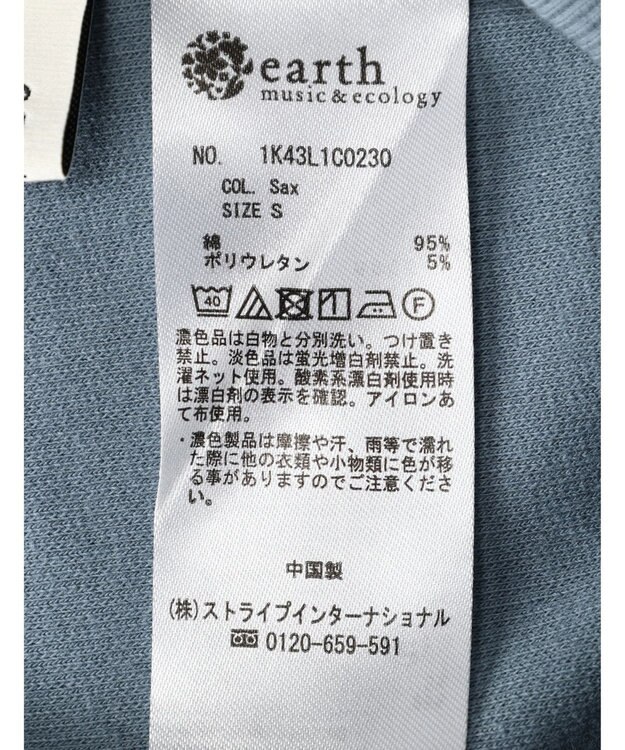 earth
music & ecology
NO. 1K43L1C0230
COL. Sax
SIZE S
綿 95%
ポリウレタン 5%
40 F
濃色品は白物と分別洗い。つけ置き
禁止。淡色品は蛍光増白剤禁止。洗
濯ネット使用。酸素系漂白剤使用時
は漂白剤の表示を確認。アイロンあ
て布使用。
・濃色製品は摩擦や汗、雨等で濡れ
た際に他の衣類や小物類に色が移
る事がありますのでご注意くださ
い。
中国製
(株)ストライプインターナショナル
0120-659-591